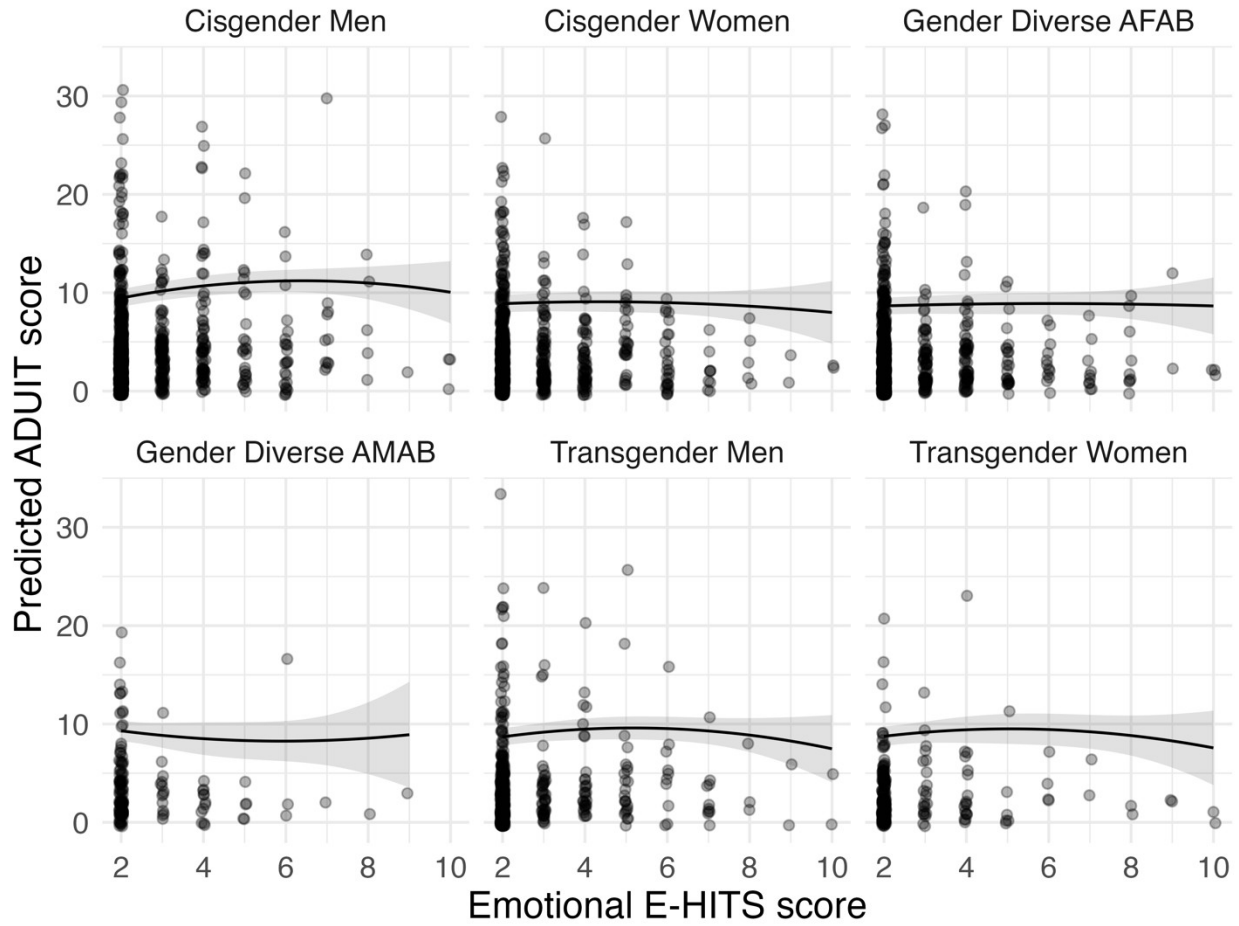 Cisgender Men Cisgender Women Gender Diverse AFAB
30
20
10
0
Gender Diverse AMAB Transgender Men Transgender Women
30
20
10
0
2 4 6 8 10 2 4 6 8 10 2 4 6 8 10
Emotional E-HITS score
Predicted ADUIT score